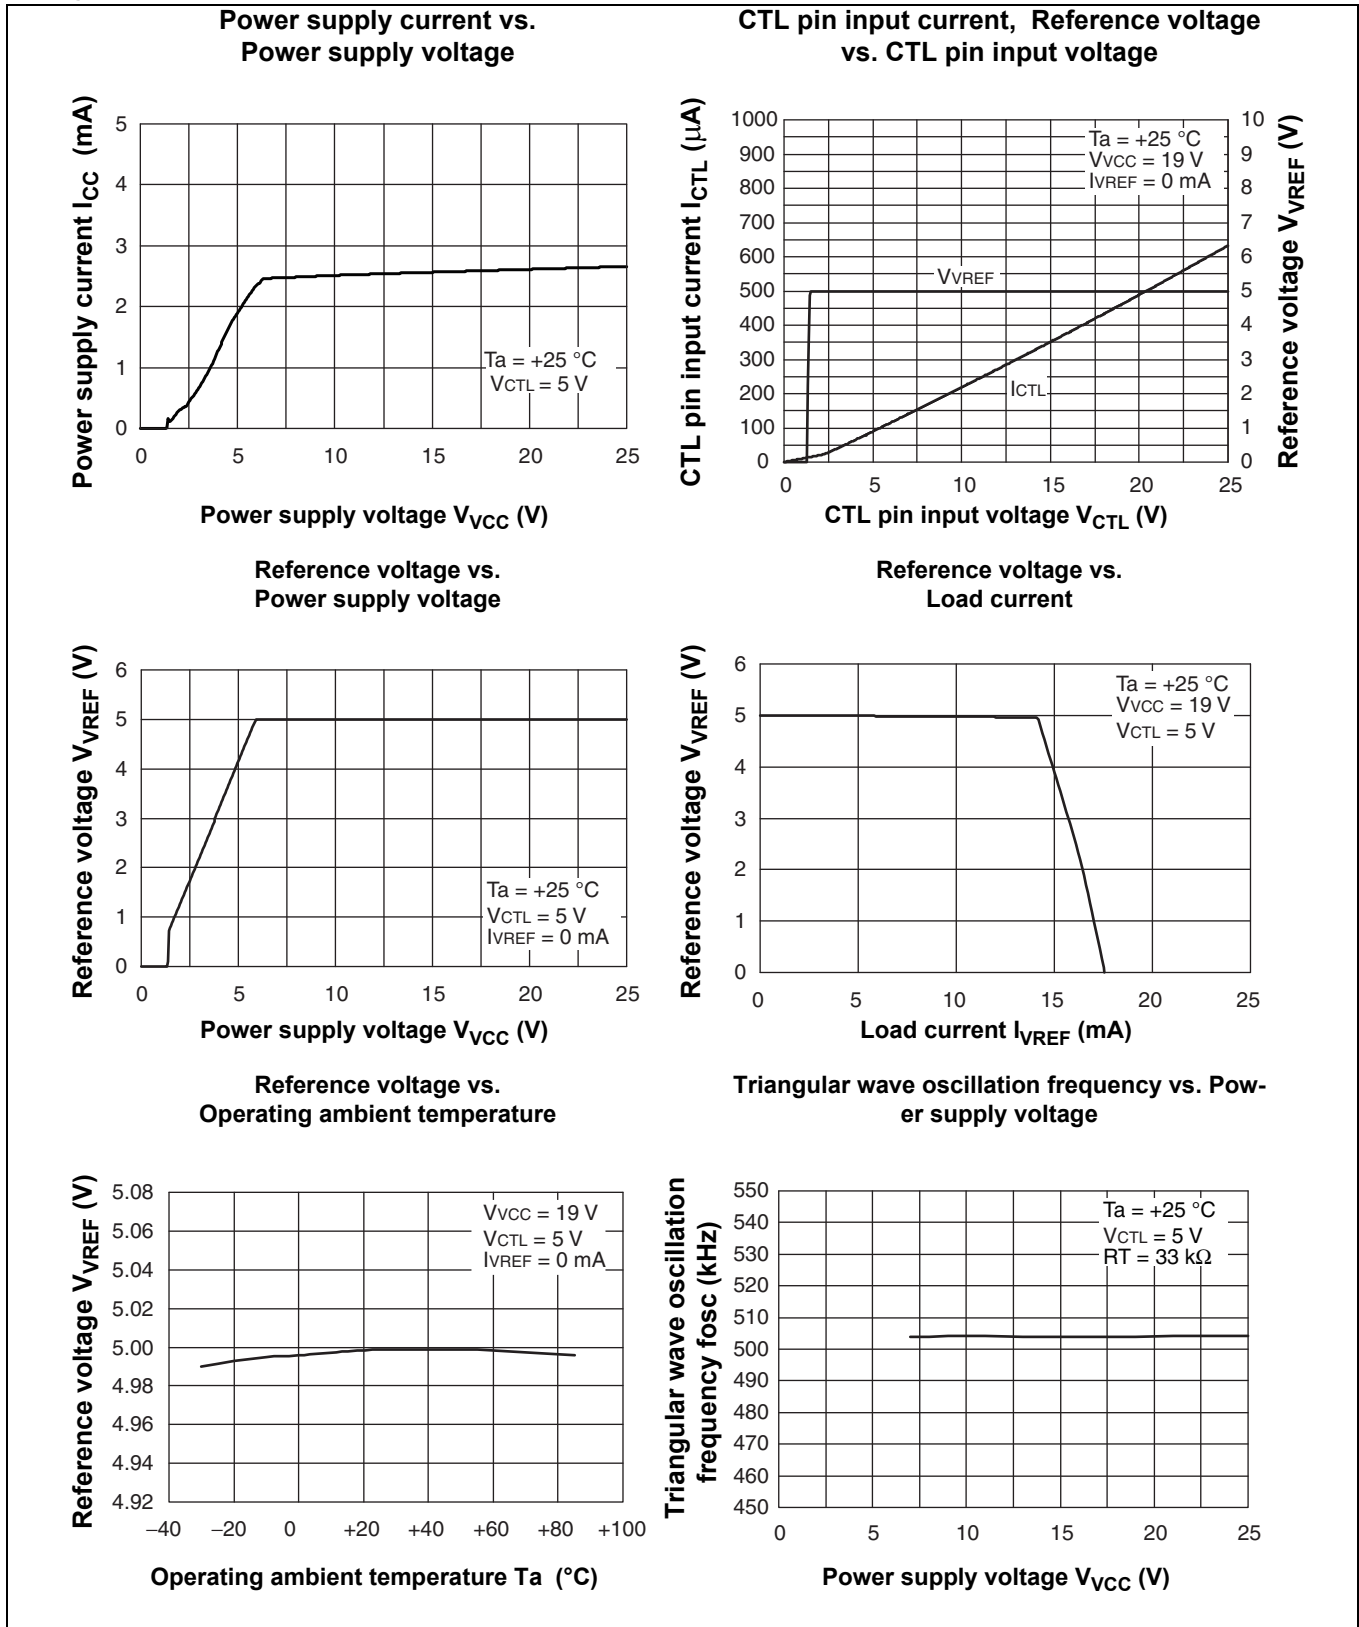 Power supply current vs.
Power supply voltage
Power supply current ICC (mA)
5
4
3
2
1
0
Ta = +25 °C
VCTL = 5 V
0 5 10 15 20 25
Power supply voltage VVCC (V)
CTL pin input current, Reference voltage
vs. CTL pin input voltage
CTL pin input current ICTL (μA)
1000
900
800
700
600
500
400
300
200
100
0
Ta = +25 °C
VVCC = 19 V
IVREF = 0 mA
VVREF
ICTL
10
9
8
7
6
5
4
3
2
1
0
Reference voltage VVREF (V)
0 5 10 15 20 25
CTL pin input voltage VCTL (V)
Reference voltage vs.
Power supply voltage
Reference voltage VVREF (V)
6
5
4
3
2
1
0
Ta = +25 °C
VCTL = 5 V
IVREF = 0 mA
0 5 10 15 20 25
Power supply voltage VVCC (V)
Reference voltage vs.
Load current
Reference voltage VVREF (V)
6
5
4
3
2
1
0
Ta = +25 °C
VVCC = 19 V
VCTL = 5 V
0 5 10 15 20 25
Load current IVREF (mA)
Reference voltage vs.
Operating ambient temperature
Reference voltage VVREF (V)
5.08
5.06
5.04
5.02
5.00
4.98
4.96
4.94
4.92
VVCC = 19 V
VCTL = 5 V
IVREF = 0 mA
−40 −20 0 +20 +40 +60 +80 +100
Operating ambient temperature Ta (°C)
Triangular wave oscillation frequency vs. Pow-
er supply voltage
Triangular wave oscillation
frequency fosc (kHz)
550
540
530
520
510
500
490
480
470
460
450
Ta = +25 °C
VCTL = 5 V
RT = 33 kΩ
0 5 10 15 20 25
Power supply voltage VVCC (V)